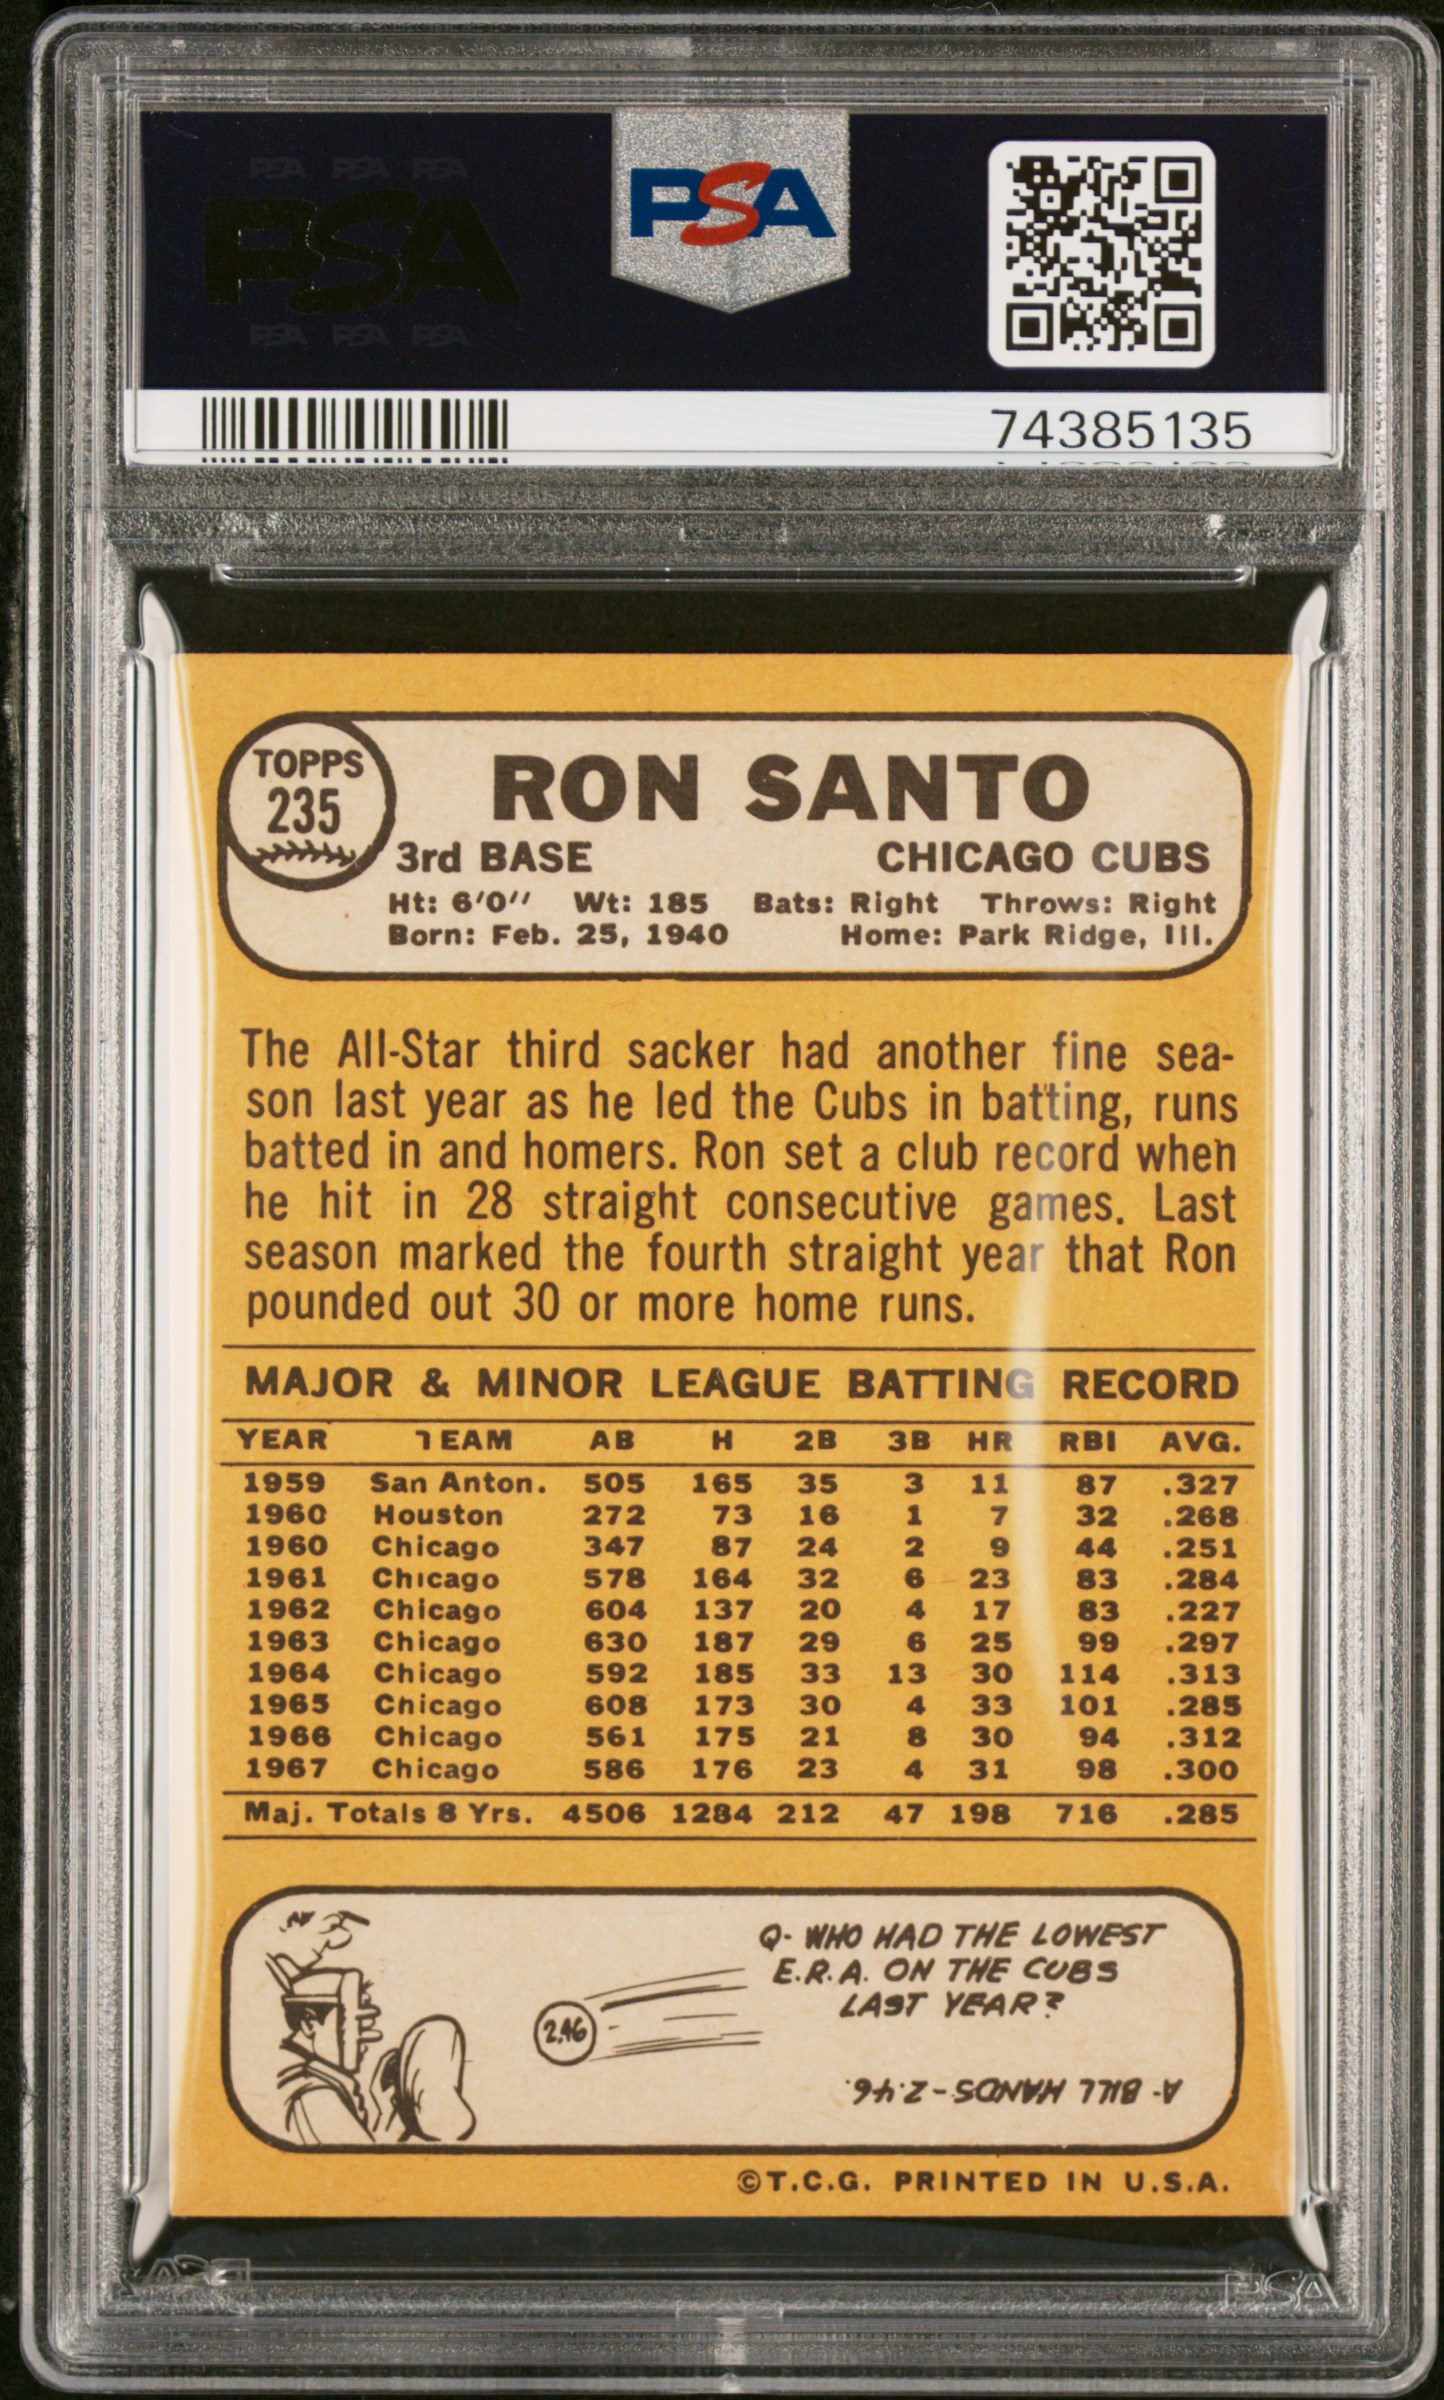 PSA PSA PSA
PSA
PSA PSA PSA
PSA
74385135
TOPPS
235
RON SANTO
3rd BASE CHICAGO CUBS
Ht: 6'0" Wt: 185 Bats: Right Throws: Right
Born: Feb. 25, 1940 Home: Park Ridge, Ill.
The All-Star third sacker had another fine sea-
son last year as he led the Cubs in batting, runs
batted in and homers. Ron set a club record when
he hit in 28 straight consecutive games. Last
season marked the fourth straight year that Ron
pounded out 30 or more home runs.
MAJOR & MINOR LEAGUE BATTING RECORD
YEAR TEAM AB H 2B 3B HR RBI AVG.
1959 San Anton. 505 165 35 3 11 87 .327
1960 Houston 272 73 16 1 7 32 .268
1960 Chicago 347 87 24 2 9 44 .251
1961 Chicago 578 164 32 6 23 83 .284
1962 Chicago 604 137 20 4 17 83 .227
1963 Chicago 630 187 29 6 25 99 .297
1964 Chicago 592 185 33 13 30 114 .313
1965 Chicago 608 173 30 4 33 101 .285
1966 Chicago 561 175 21 8 30 94 .312
1967 Chicago 586 176 23 4 31 98 .300
Maj. Totals 8 Yrs. 4506 1284 212 47 198 716 .285
Q- WHO HAD THE LOWEST
E.R.A. ON THE CUBS
LAST YEAR?
2.46
A- BILL HANDS - 2.46.
©T.C.G. PRINTED IN U.S.A.
PSA
PSA